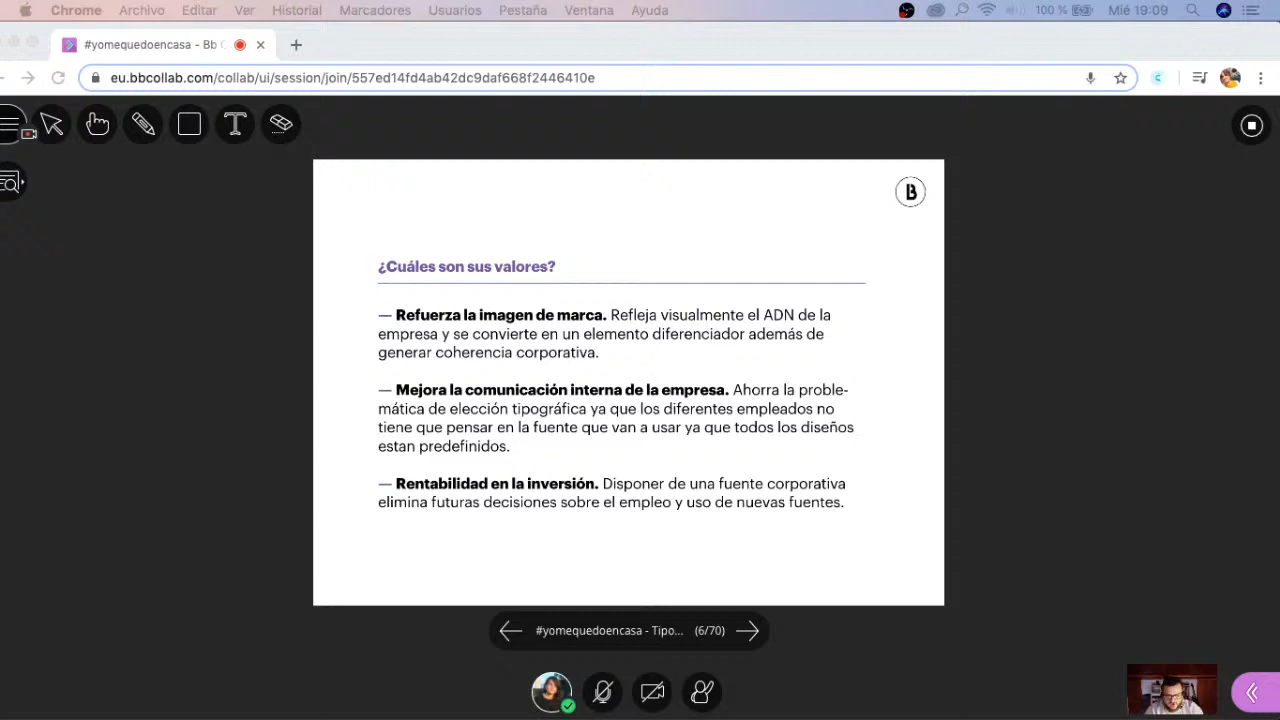 Chrome Archivo Editar Ver Historial Marcadores Usuarios Pestaña Ventana Ayuda 100 % Mié 19:09
#yomequedoencasa - Bb
eu.bbcollab.com/collab/ui/session/join/557ed14fd4ab42dc9daf668f2446410e
T
B
¿Cuáles son sus valores?
— Refuerza la imagen de marca. Refleja visualmente el ADN de la
empresa y se convierte en un elemento diferenciador además de
generar coherencia corporativa.
— Mejora la comunicación interna de la empresa. Ahorra la proble-
mática de elección tipográfica ya que los diferentes empleados no
tiene que pensar en la fuente que van a usar ya que todos los diseños
estan predefinidos.
— Rentabilidad en la inversión. Disponer de una fuente corporativa
elimina futuras decisiones sobre el empleo y uso de nuevas fuentes.
#yomequedoencasa - Tipo... (6/70)